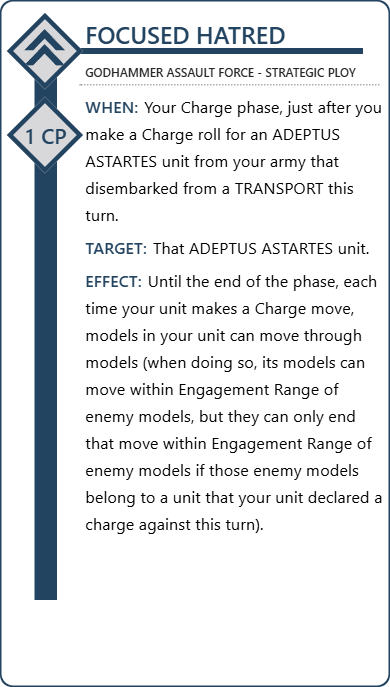 FOCUSED HATRED
GODHAMMER ASSAULT FORCE - STRATEGIC PLOY
1 CP
WHEN: Your Charge phase, just after you
make a Charge roll for an ADEPTUS
ASTARTES unit from your army that
disembarked from a TRANSPORT this
turn.
TARGET: That ADEPTUS ASTARTES unit.
EFFECT: Until the end of the phase, each
time your unit makes a Charge move,
models in your unit can move through
models (when doing so, its models can
move within Engagement Range of
enemy models, but they can only end
that move within Engagement Range of
enemy models if those enemy models
belong to a unit that your unit declared a
charge against this turn).